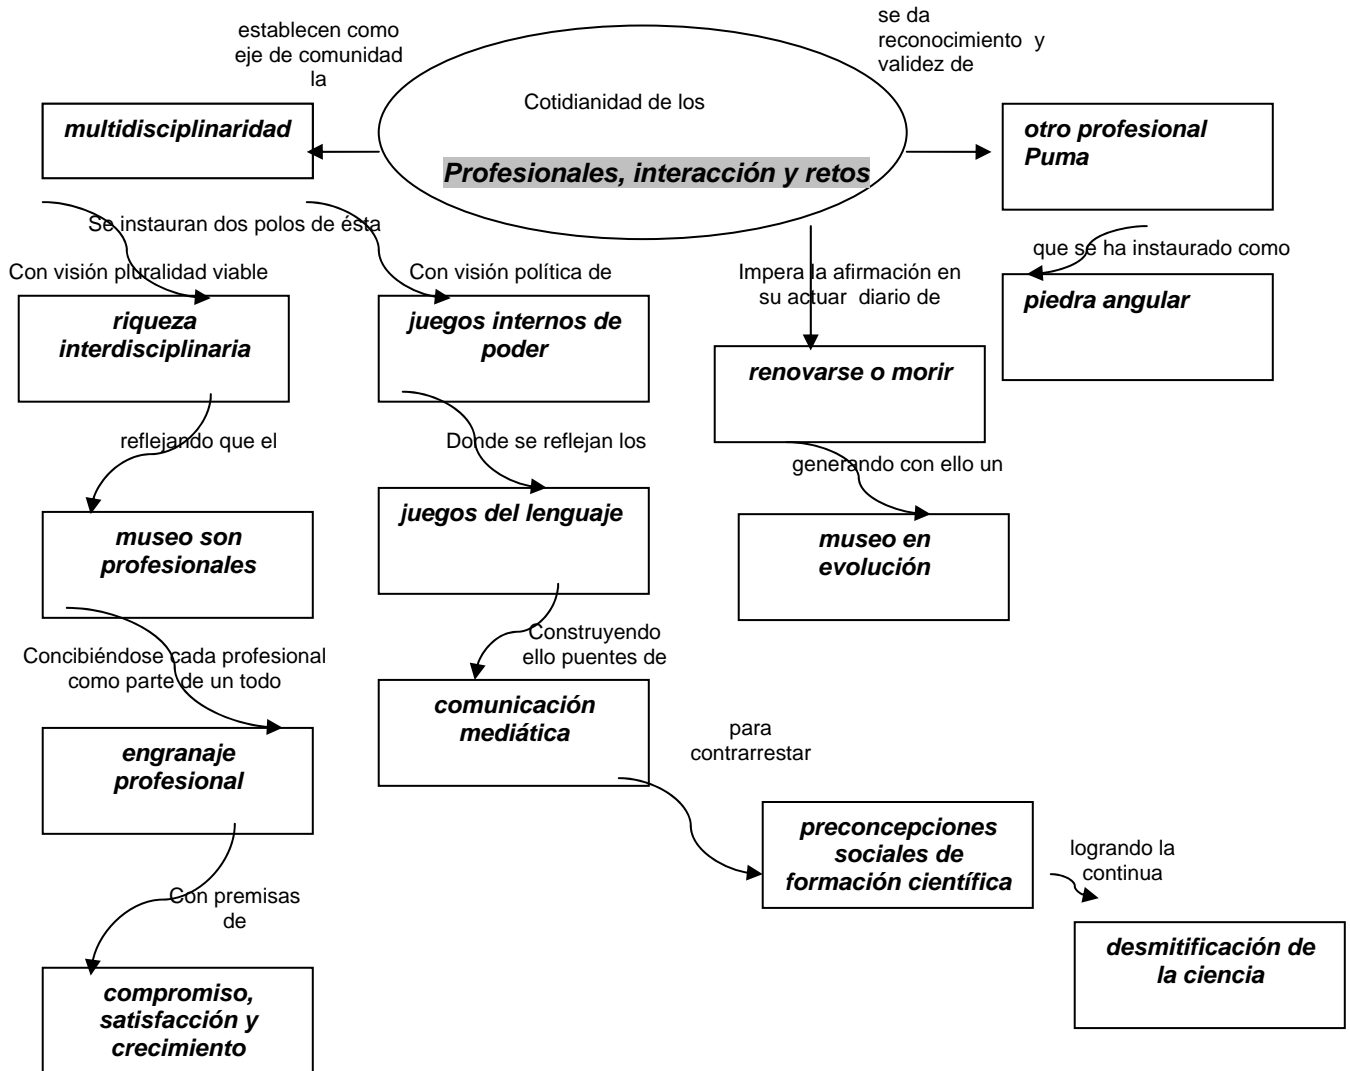 establecen como
eje de comunidad
la
se da
reconocimiento y
validez de
Cotidianidad de los
Profesionales, interacción y retos
multidisciplinaridad
otro profesional
Puma
Se instauran dos polos de ésta
que se ha instaurado como
Con visión pluralidad viable
Con visión política de
Impera la afirmación en
su actuar diario de
piedra angular
riqueza
interdisciplinaria
juegos internos de
poder
renovarse o morir
reflejando que el
Donde se reflejan los
generando con ello un
museo son
profesionales
juegos del lenguaje
museo en
evolución
Concibiéndose cada profesional
como parte de un todo
Construyendo
ello puentes de
engranaje
profesional
comunicación
mediática
para
contrarrestar
preconcepciones
sociales de
formación científica
logrando la
continua
Con premisas
de
desmitificación de
la ciencia
compromiso,
satisfacción y
crecimiento